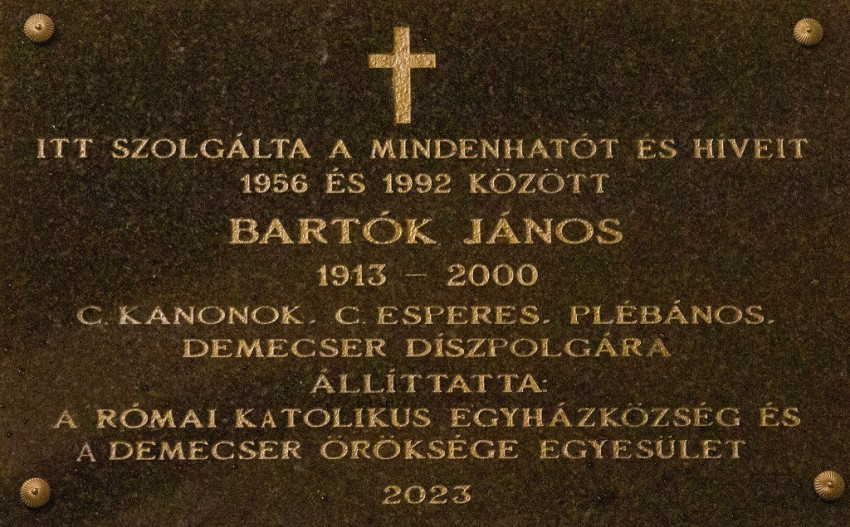 ITT SZOLGÁLTA A MINDENHATÓT ÉS HÍVEIT
1956 ÉS 1992 KÖZÖTT
BARTÓK JÁNOS
1913 – 2000
C. KANONOK. C. ESPERES. PLÉBÁNOS.
DEMECSER DÍSZPOLGÁRA
ÁLLÍTTATTA:
A RÓMAI KATOLIKUS EGYHÁZKÖZSÉG ÉS
A DEMECSER ÖRÖKSÉGE EGYESÜLET
2023